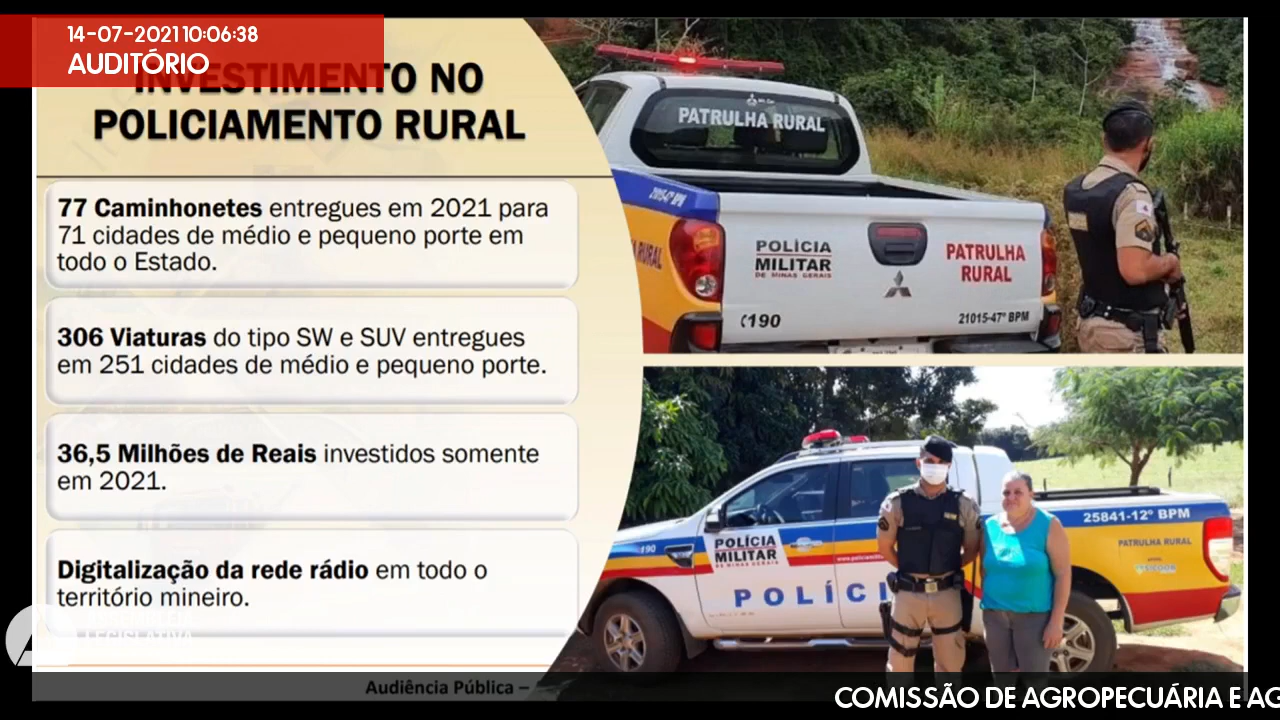 14-07-2021 10:06:38
AUDITÓRIO
INVESTIMENTO NO
POLICIAMENTO RURAL
77 Caminhonetes entregues em 2021 para
71 cidades de médio e pequeno porte em
todo o Estado.
306 Viaturas do tipo SW e SUV entregues
em 251 cidades de médio e pequeno porte.
36,5 Milhões de Reais investidos somente
em 2021.
Digitalização da rede rádio em todo o
território mineiro.
LEGISLATIVA
Audiência Pública –
COMISSÃO DE AGROPECUÁRIA E AG
PATRULHA RURAL
POLÍCIA
MILITAR
DE MINAS GERAIS
PATRULHA
RURAL
190
21015-47º BPM
RURAL
190
POLÍCIA
MILITAR
DE MINAS GERAIS
POLÍCI
25841-12º BPM
PATRULHA RURAL
SICOOB